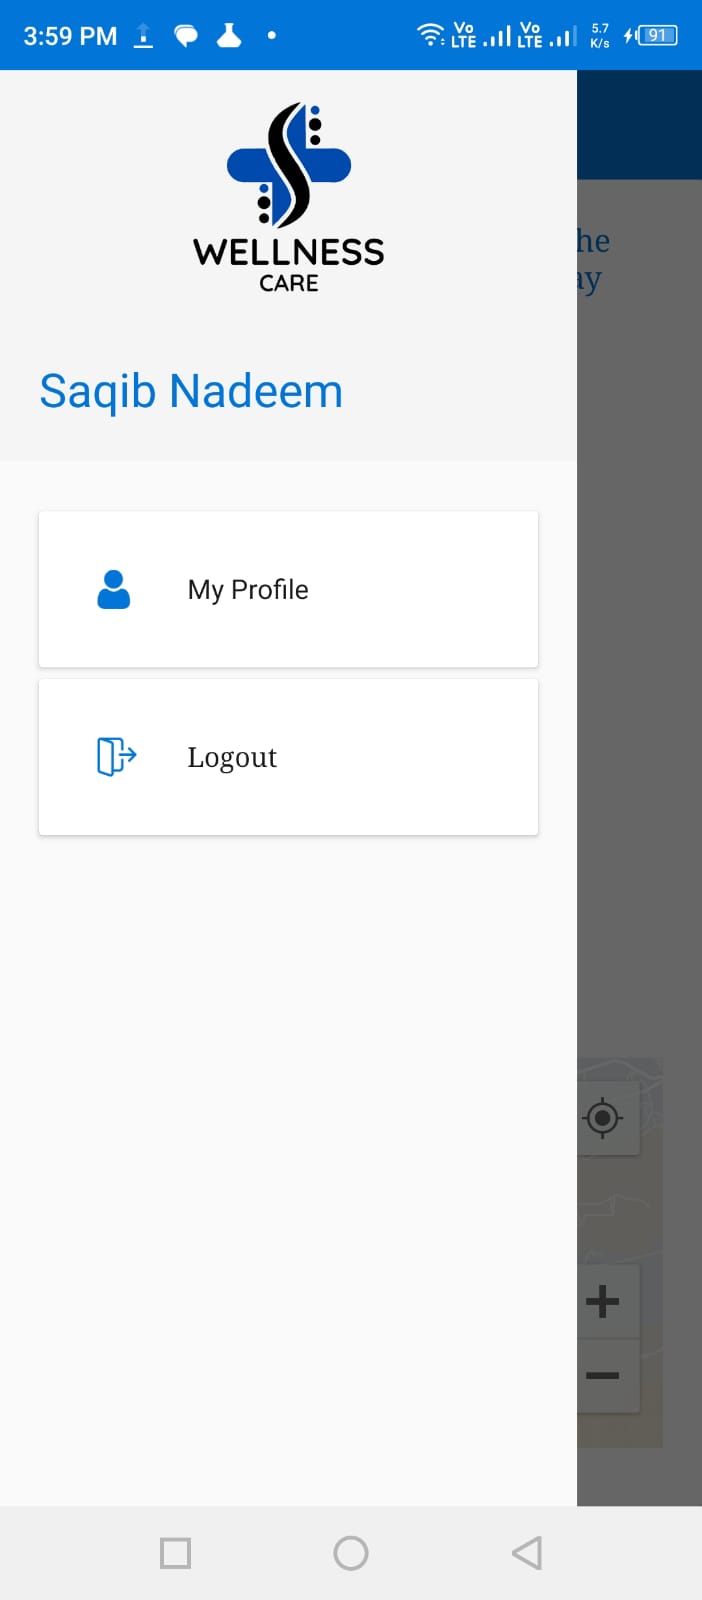 3:59 PM
Vo LTE Vo LTE 5.7 K/s 91
WELLNESS
CARE
he
ay
Saqib Nadeem
My Profile
Logout